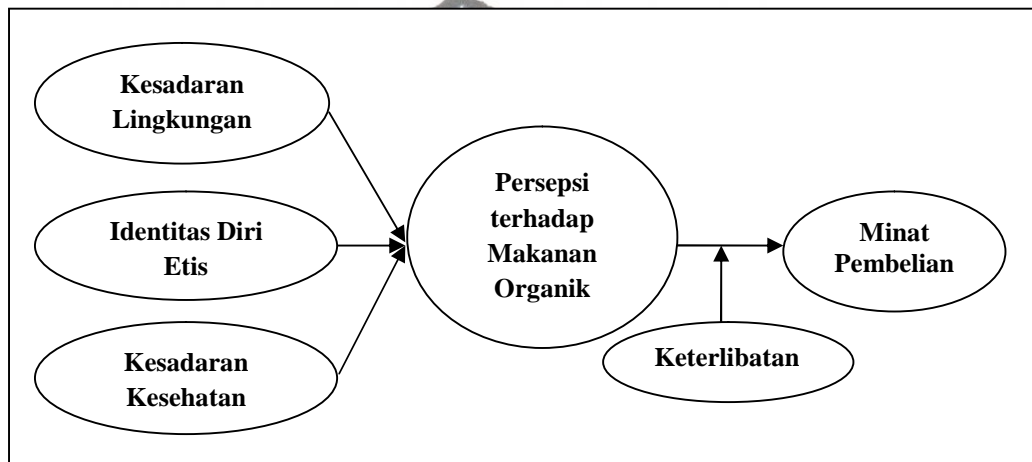 Kesadaran
Lingkungan
Identitas Diri
Etis
Kesadaran
Kesehatan
Persepsi
terhadap
Makanan
Organik
Minat
Pembelian
Keterlibatan